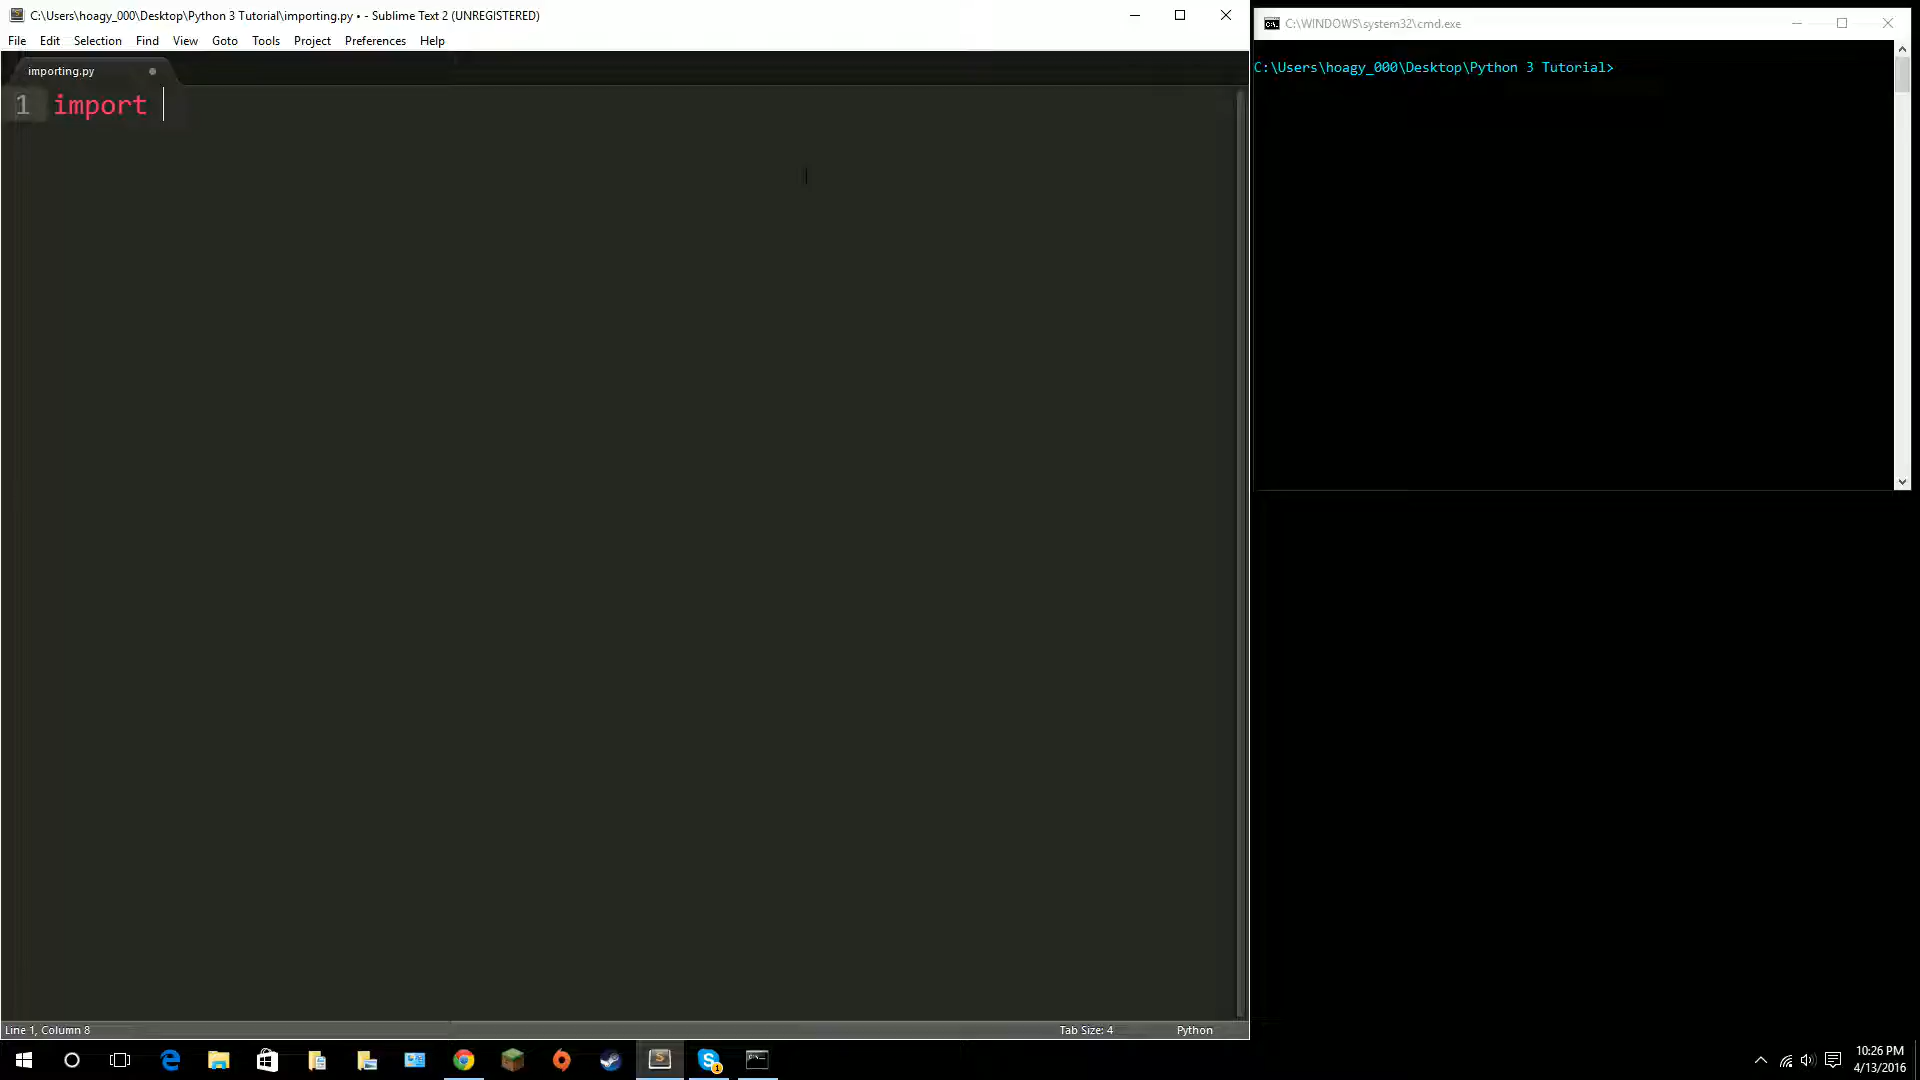 C:\Users\hoagy_000\Desktop\Python 3 Tutorial\importing.py • - Sublime Text 2 (UNREGISTERED)
File Edit Selection Find View Goto Tools Project Preferences Help
importing.py
1 import
Line 1, Column 8
Tab Size: 4
Python
C:\WINDOWS\system32\cmd.exe
C:\Users\hoagy_000\Desktop\Python 3 Tutorial>
10:26 PM
4/13/2016